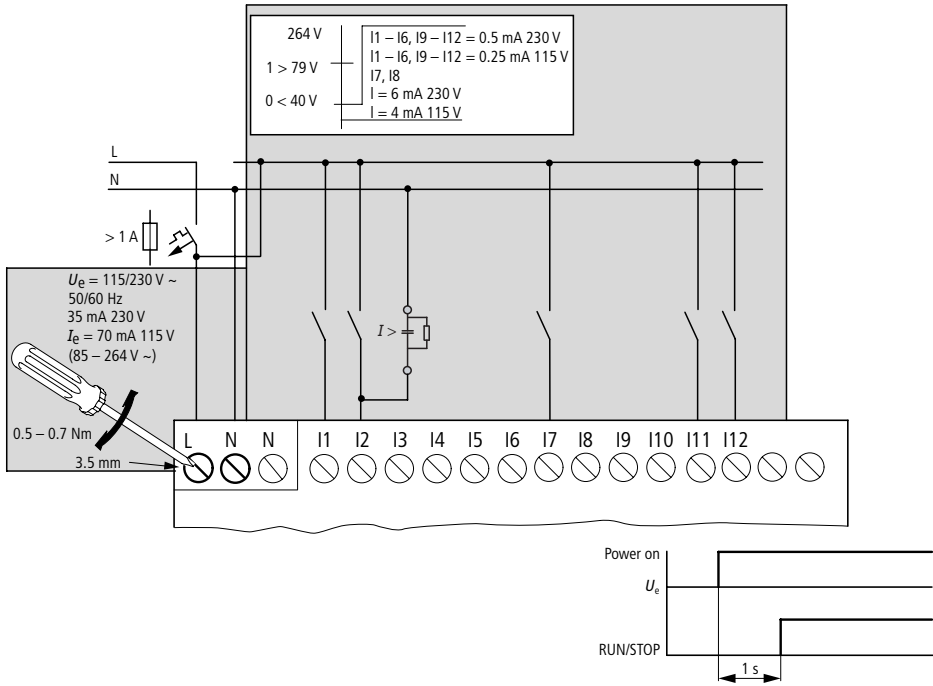 264 V
1 > 79 V
0 < 40 V
I1 – I6, I9 – I12 = 0.5 mA 230 V
I1 – I6, I9 – I12 = 0.25 mA 115 V
I7, I8
I = 6 mA 230 V
I = 4 mA 115 V
L
N
> 1 A
Ue = 115/230 V ~
50/60 Hz
35 mA 230 V
Ie = 70 mA 115 V
(85 – 264 V ~)
I >
0.5 – 0.7 Nm
3.5 mm
L N N I1 I2 I3 I4 I5 I6 I7 I8 I9 I10 I11 I12
Power on
Ue
RUN/STOP
1 s